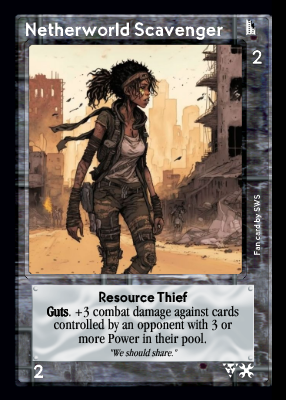 Netherworld Scavenger
2
Fan card by SWS
Resource Thief
Guts. +3 combat damage against cards
controlled by an opponent with 3 or
more Power in their pool.
"We should share."
2